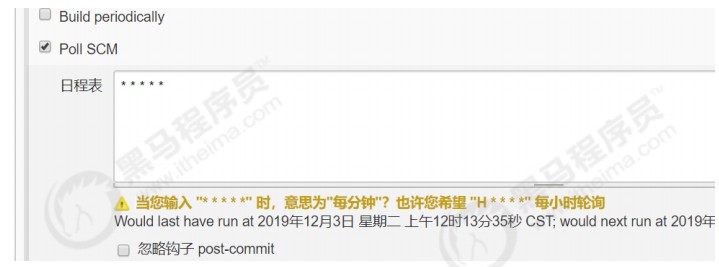 Build periodically
Poll SCM
日程表 * * * * *
当您输入 "* * * * *" 时，意思为"每分钟"？也许您希望 "H * * * *" 每小时轮询
Would last have run at 2019年12月3日 星期二 上午12时13分35秒 CST; would next run at 2019年
忽略钩子 post-commit
黑马程序员
www.itheima.com
黑马程序员
www.itheima.com